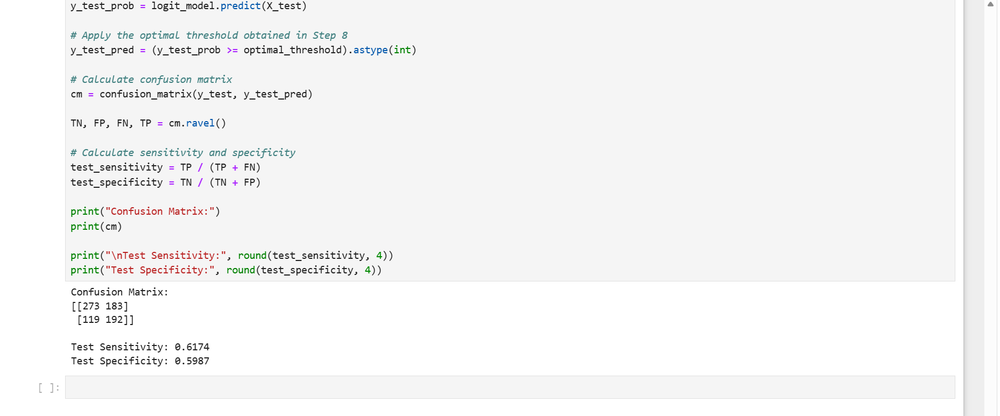 y_test_prob = logit_model.predict(X_test)
# Apply the optimal threshold obtained in Step 8
y_test_pred = (y_test_prob >= optimal_threshold).astype(int)
# Calculate confusion matrix
cm = confusion_matrix(y_test, y_test_pred)
TN, FP, FN, TP = cm.ravel()
# Calculate sensitivity and specificity
test_sensitivity = TP / (TP + FN)
test_specificity = TN / (TN + FP)
print("Confusion Matrix:")
print(cm)
print("\nTest Sensitivity:", round(test_sensitivity, 4))
print("Test Specificity:", round(test_specificity, 4))
Confusion Matrix:
[[273 183]
 [119 192]]
Test Sensitivity: 0.6174
Test Specificity: 0.5987
[ ]: